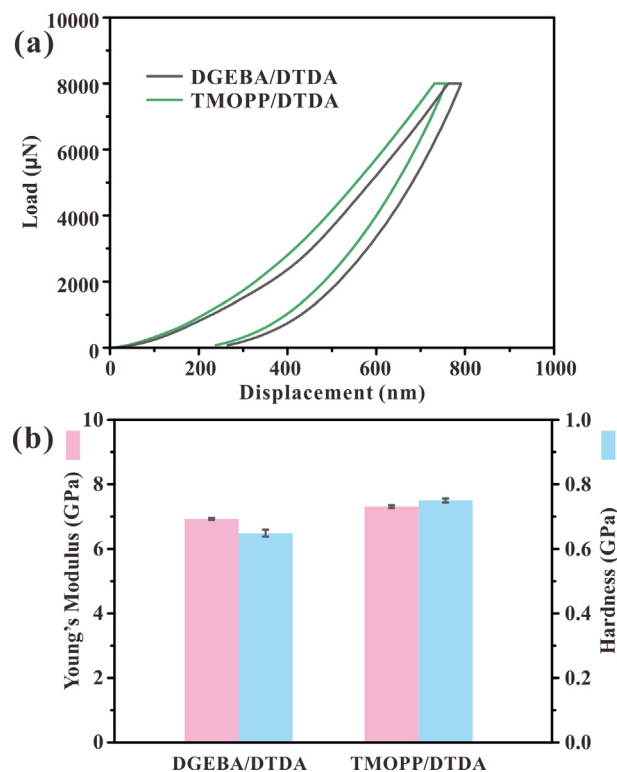 (a)
10000
8000
6000
4000
2000
0
Load (μN)
DGEBA/DTDA
TMOPP/DTDA
0 200 400 600 800 1000
Displacement (nm)
(b)
10
8
6
4
2
0
Young's Modulus (GPa)
1.0
0.8
0.6
0.4
0.2
0.0
Hardness (GPa)
DGEBA/DTDA TMOPP/DTDA